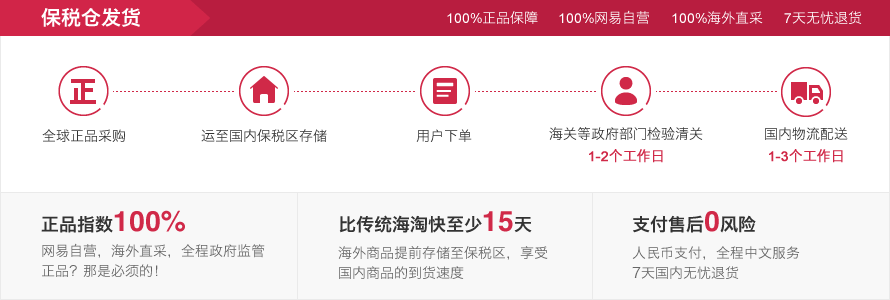 保税仓发货
100%正品保障 100%网易自营 100%海外直采 7天无忧退货
正
全球正品采购 运至国内保税区存储 用户下单 海关等政府部门检验清关 国内物流配送
1-2个工作日 1-3个工作日
正品指数100%
网易自营，海外直采，全程政府监管
正品？那是必须的！
比传统海淘快至少15天
海外商品提前存储至保税区，享受
国内商品的到货速度
支付售后0风险
人民币支付，全程中文服务
7天国内无忧退货